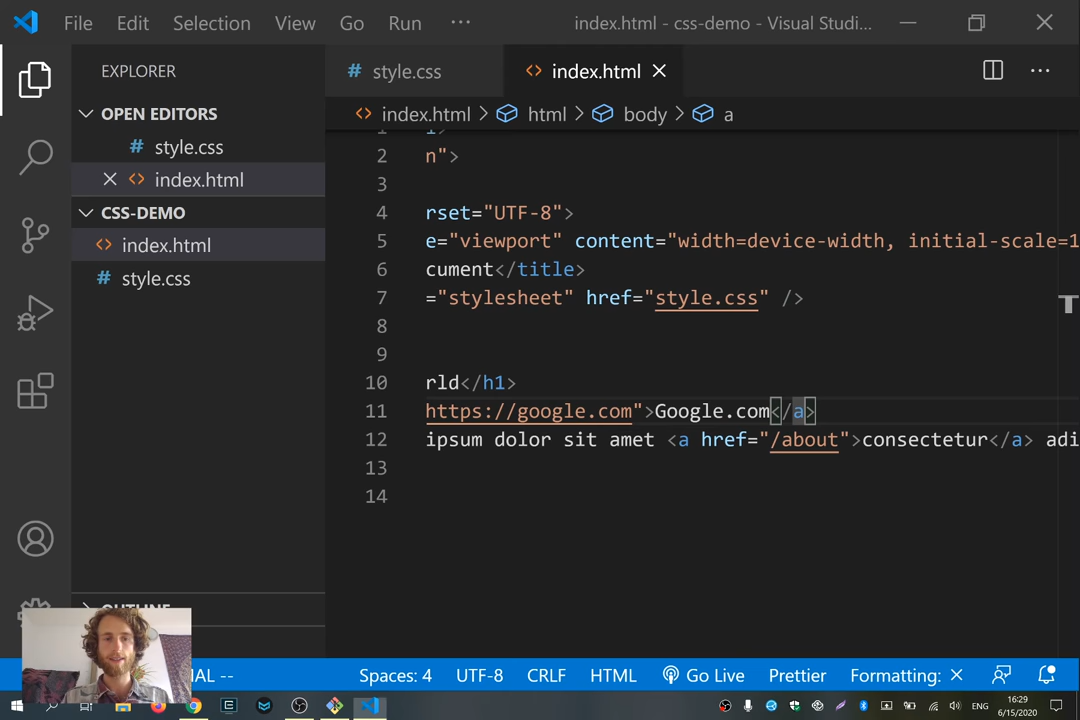 File Edit Selection View Go Run ··· index.html - css-demo - Visual Studi...
EXPLORER
# style.css
<> index.html ×
OPEN EDITORS
index.html > html > body > a
# style.css
× <> index.html
CSS-DEMO
<> index.html
# style.css
1
2 n">
3
4 rset="UTF-8">
5 e="viewport" content="width=device-width, initial-scale=1
6 cument</title>
7 ="stylesheet" href="style.css" />
8
9
10 rld</h1>
11 https://google.com">Google.com</a>
12 ipsum dolor sit amet <a href="/about">consectetur</a> adi
13
14
OUTLINE
AL -- Spaces: 4 UTF-8 CRLF HTML Go Live Prettier Formatting: ×
ENG 16:29
6/15/2020